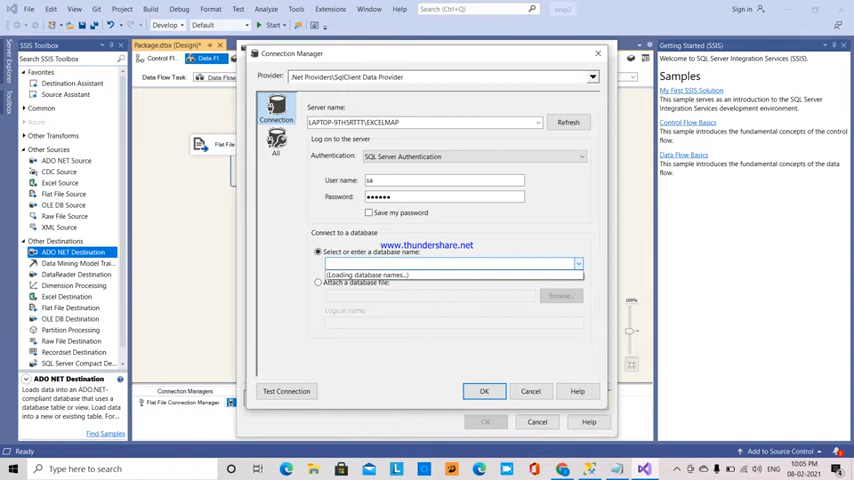 File Edit View Git Project Build Debug Format Team Tools Extensions Window Help Search (Ctrl+Q) Sign in
Develop Default Start
SSIS Toolbox
Search SSIS Toolbox
Favorites
Destination Assistant
Source Assistant
Common
Azure
Other Transforms
Other Sources
ADO NET Source
CDC Source
Excel Source
Flat File Source
OLE DB Source
Raw File Source
XML Source
Other Destinations
ADO NET Destination
Data Mining Model Trai...
DataReader Destination
Dimension Processing
Excel Destination
Flat File Destination
OLE DB Destination
Partition Processing
Raw File Destination
Recordset Destination
SQL Server Compact De...
ADO NET Destination
Loads data into an ADO.NET-
compliant database that uses a
database table or view. Load data
into a new or existing table.
Find Samples
Server Explorer
Toolbox
Package.dtsx [Design]*
Control Fl...
Data Fl...
Data Flow Task:
Data Flow
Flat File
Connection Managers
Flat File Connection Manager
Connection Manager
Provider: .Net Providers\SqlClient Data Provider
Connection
All
Server name:
LAPTOP-9TH5RTTT\EXCELMAP
Refresh
Log on to the server
Authentication: SQL Server Authentication
User name: sa
Password: ••••••
Save my password
Connect to a database
www.thundershare.net
Select or enter a database name:
(Loading database names...)
Attach a database file:
Browse...
Logical name:
Test Connection OK Cancel Help
OK Cancel Help
100%
Getting Started (SSIS)
Welcome to SQL Server Integration Services (SSIS).
Samples
My First SSIS Solution
This sample serves as an introduction to the SQL
Server Integration Services development
environment.
Control Flow Basics
This sample introduces the fundamental concepts of the control
flow.
Data Flow Basics
This sample introduces the fundamental concepts of the data
flow.
Ready
Add to Source Control
Type here to search
ENG
10:05 PM
08-02-2021